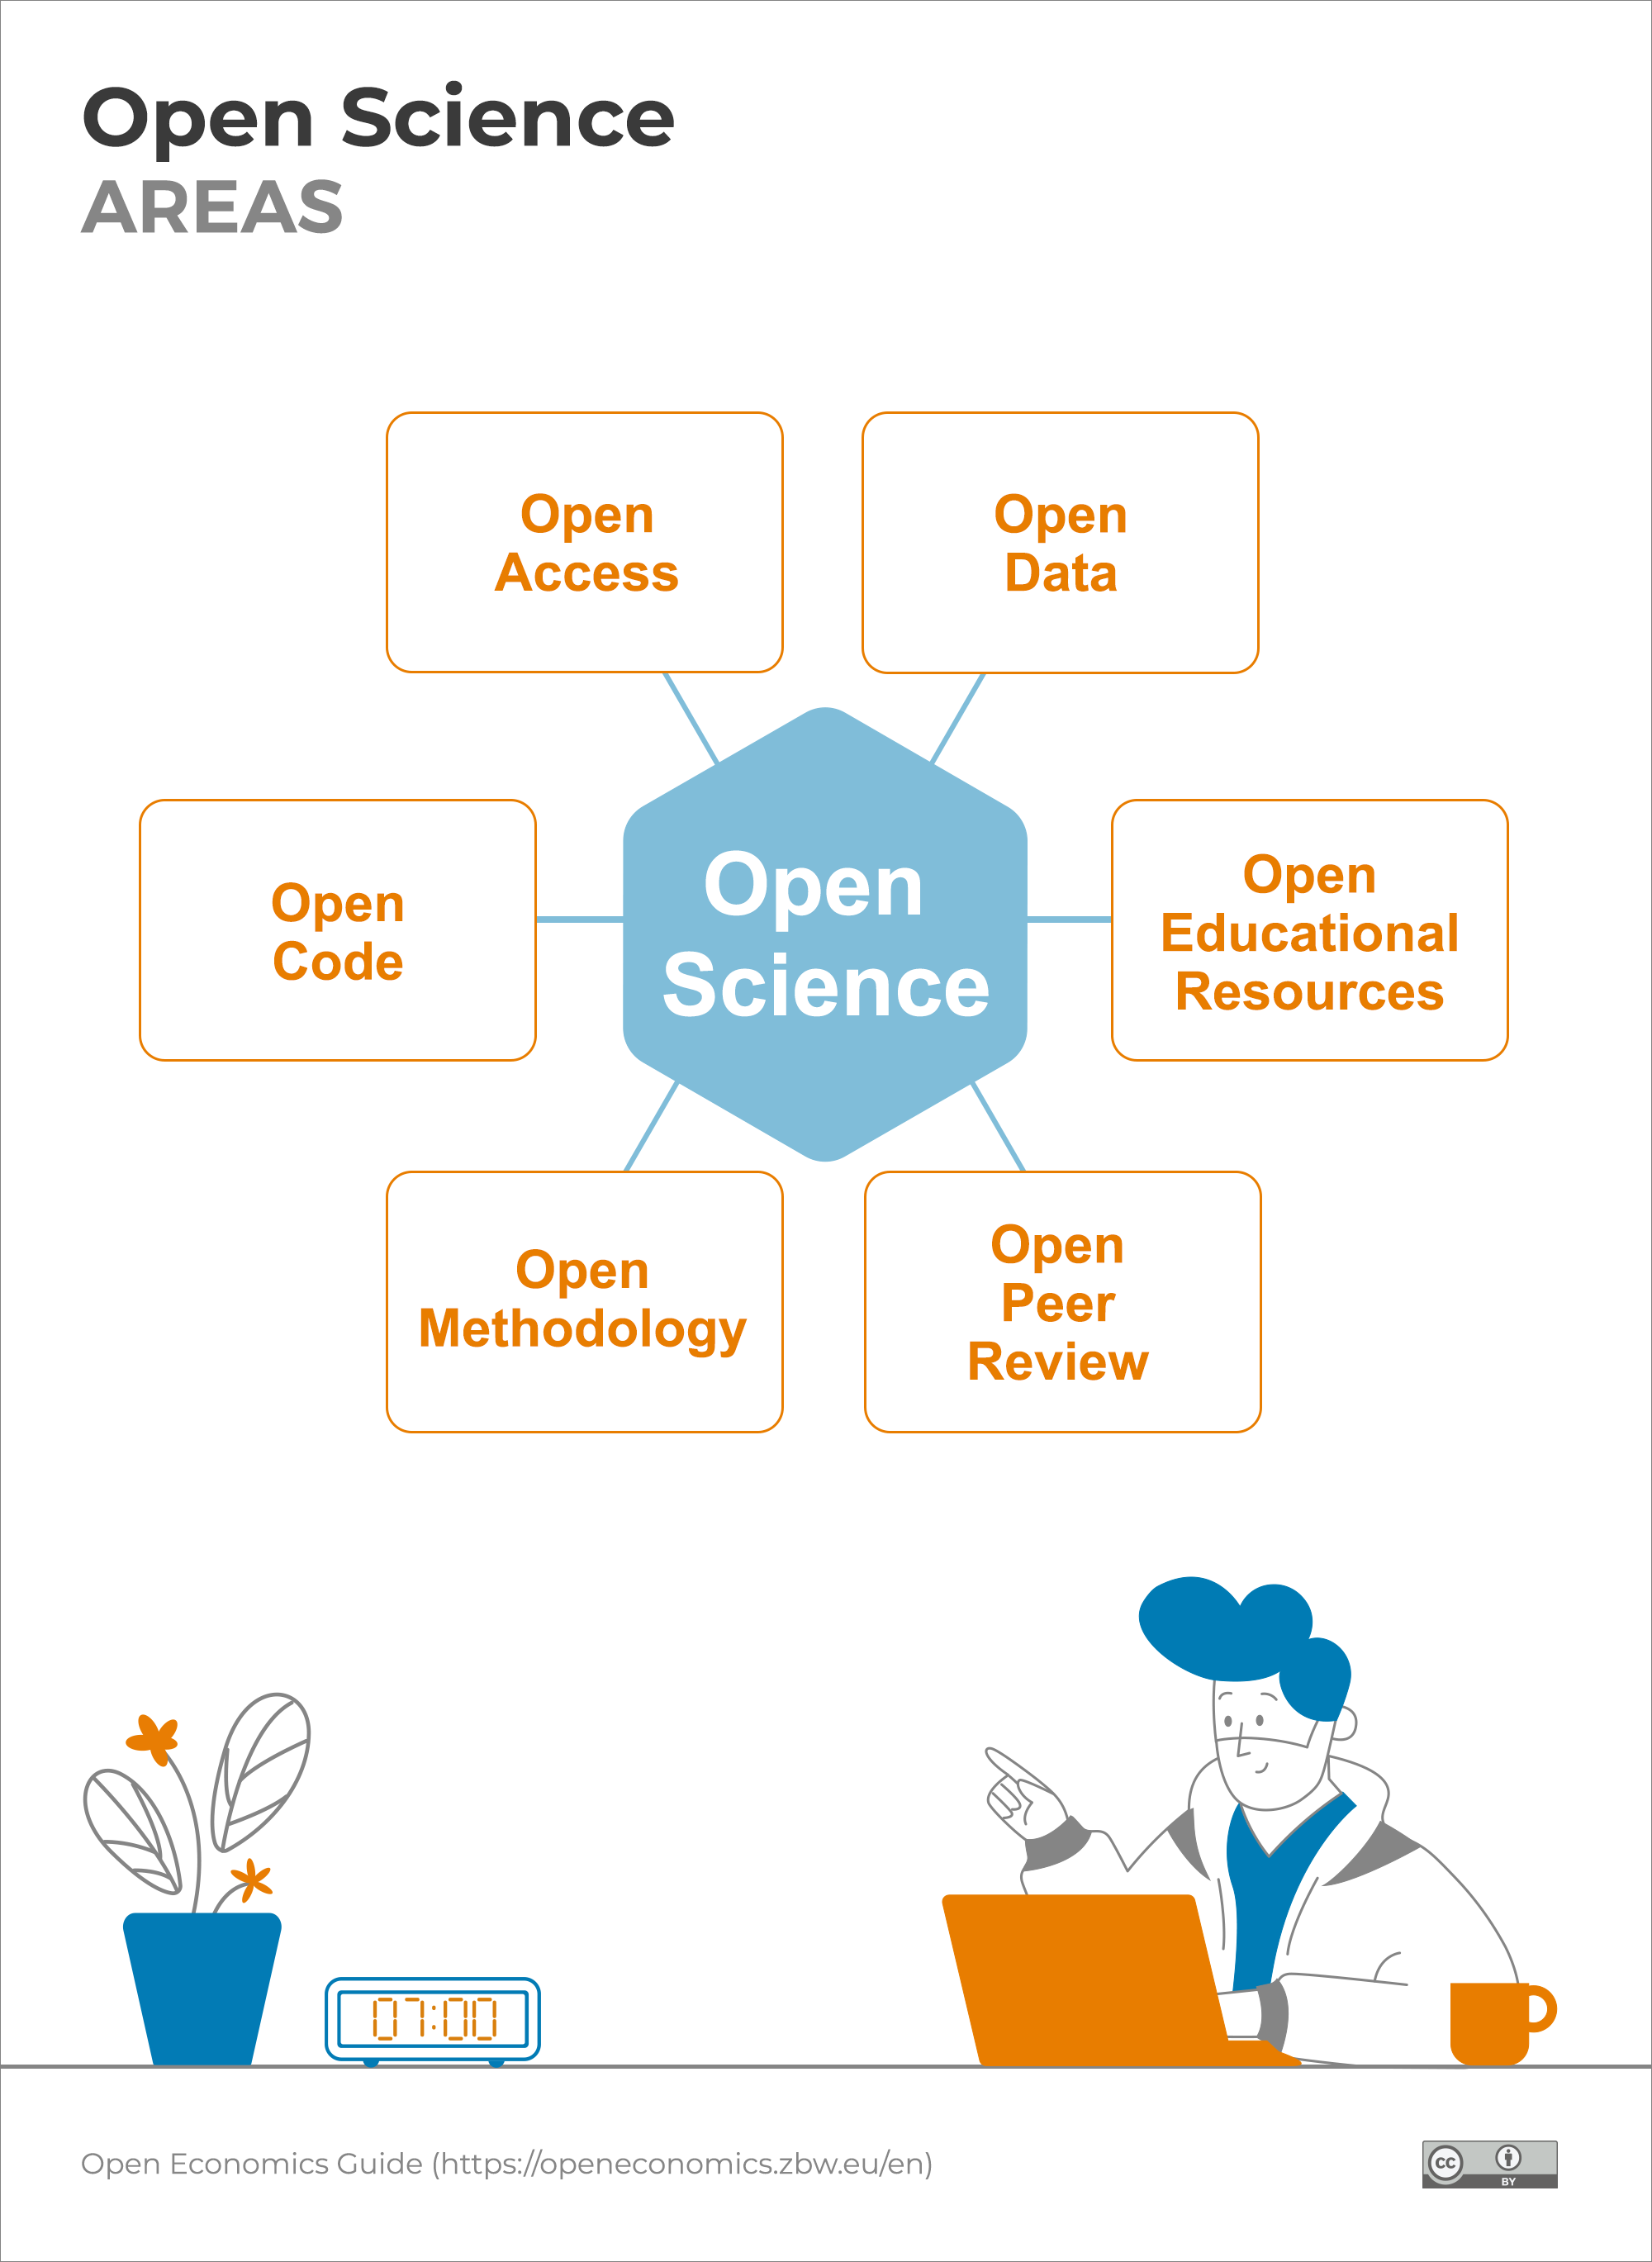 Open Science
AREAS
Open
Access
Open
Data
Open
Code
Open
Science
Open
Educational
Resources
Open
Methodology
Open
Peer
Review
07:00
Open Economics Guide (https://openeconomics.zbw.eu/en)
cc
BY